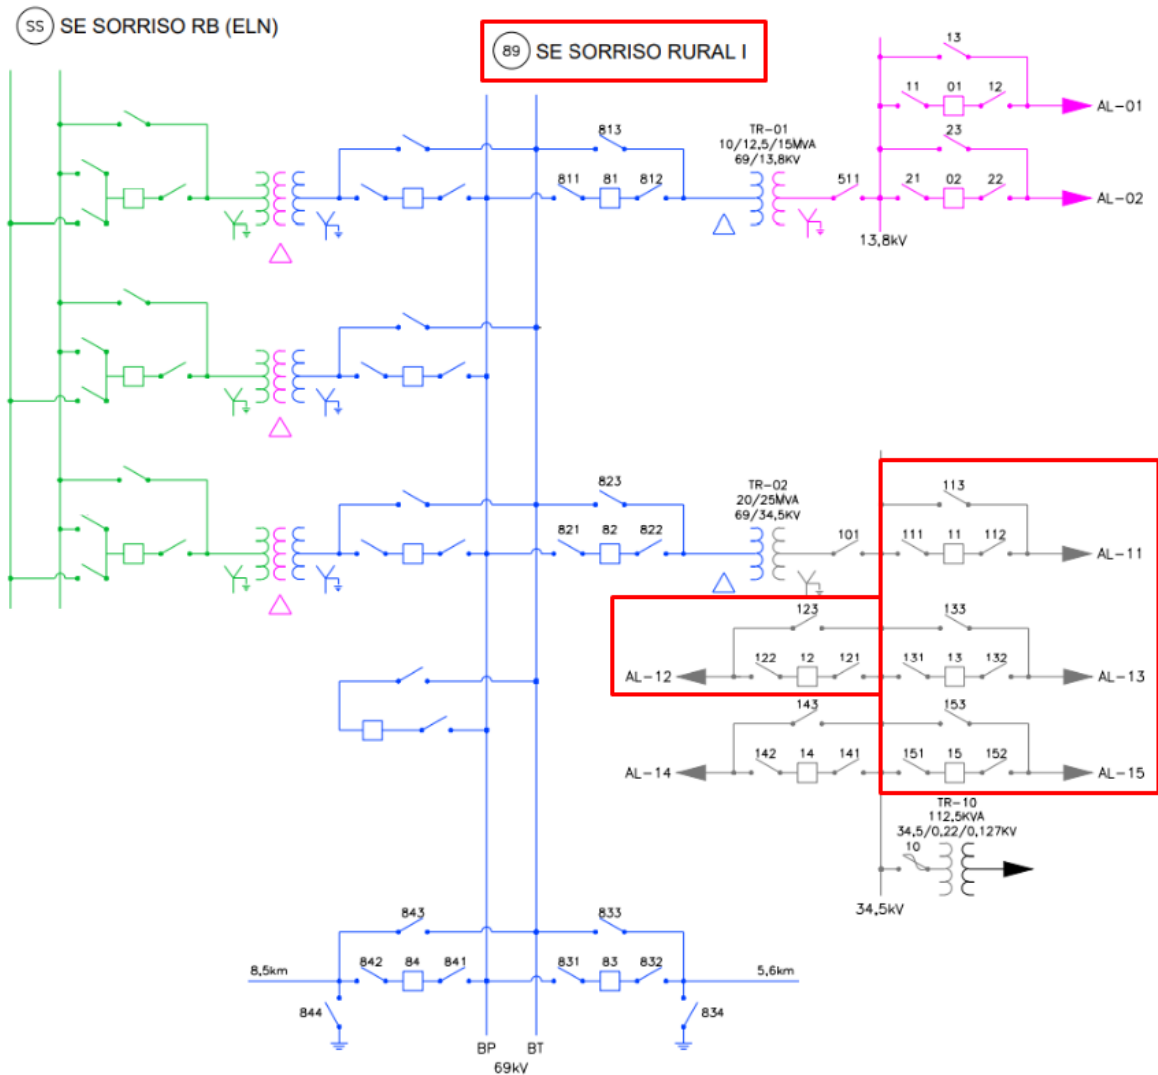 SS SE SORRISO RB (ELN)
89 SE SORRISO RURAL I
13
11 01 12
AL-01
23
21 02 22
AL-02
13,8kV
813
811 81 812
TR-01
10/12,5/15MVA
69/13,8KV
511
823
821 82 822
TR-02
20/25MVA
69/34,5KV
101
113
111 11 112
AL-11
123
122 12 121
AL-12
133
131 13 132
AL-13
143
142 14 141
AL-14
153
151 15 152
AL-15
TR-10
112,5KVA
34,5/0,22/0,127KV
10
34,5kV
843
842 84 841
8,5km
844
833
831 83 832
5,6km
834
BP BT
69kV